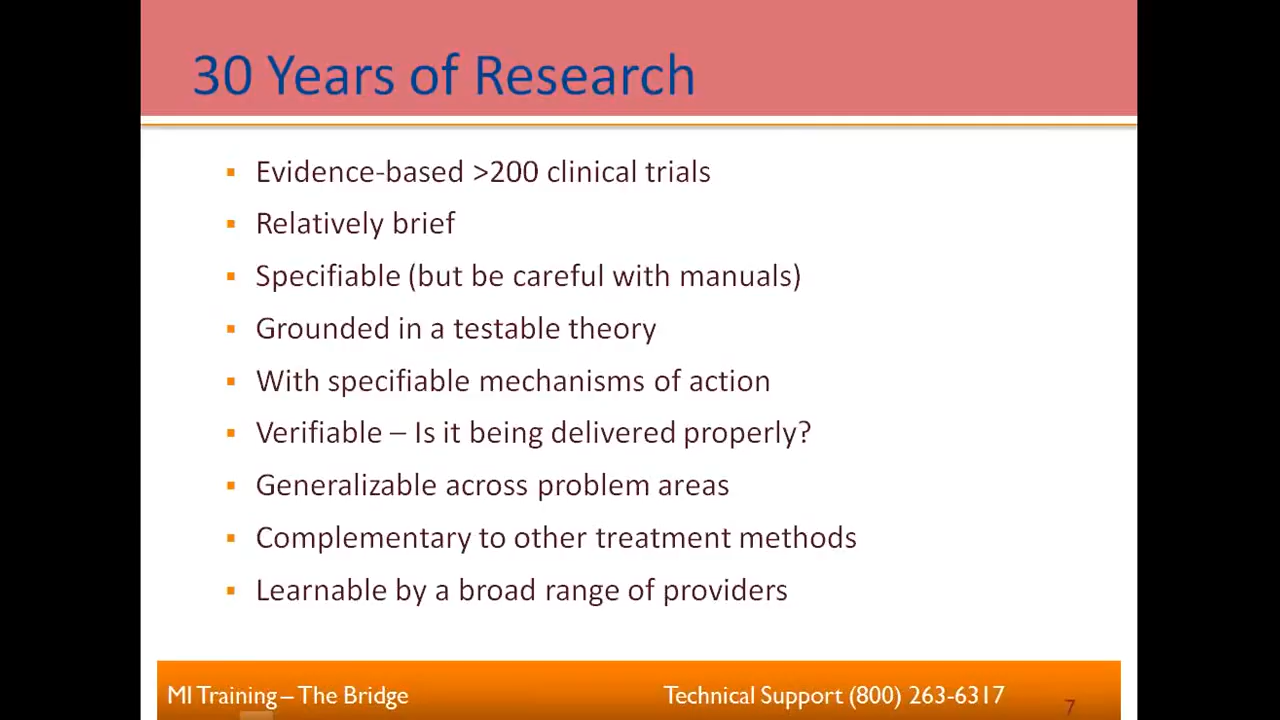 30 Years of Research
▪ Evidence-based >200 clinical trials
▪ Relatively brief
▪ Specifiable (but be careful with manuals)
▪ Grounded in a testable theory
▪ With specifiable mechanisms of action
▪ Verifiable – Is it being delivered properly?
▪ Generalizable across problem areas
▪ Complementary to other treatment methods
▪ Learnable by a broad range of providers
MI Training – The Bridge
Technical Support (800) 263-6317
7